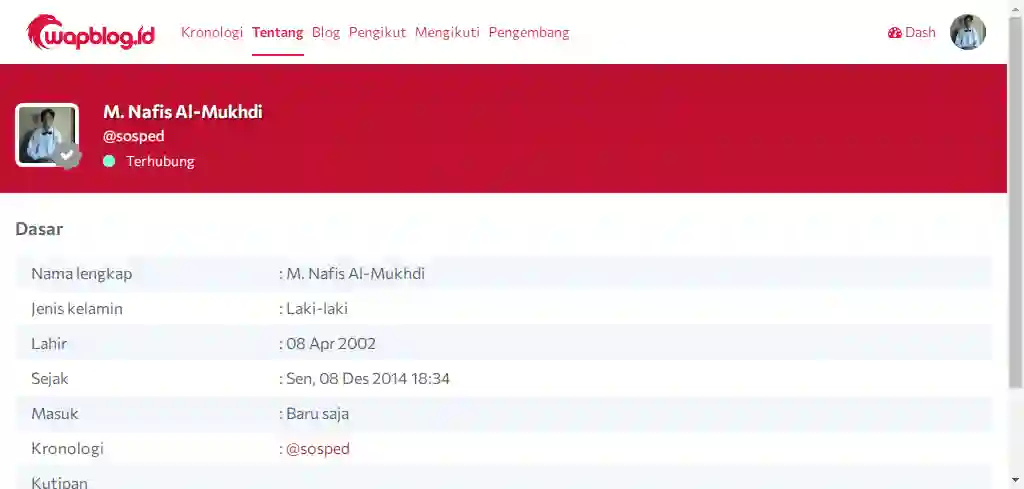 wapblog.id Kronologi Tentang Blog Pengikut Mengikuti Pengembang Dash
M. Nafis Al-Mukhdi
@sosped
Terhubung
Dasar
Nama lengkap : M. Nafis Al-Mukhdi
Jenis kelamin : Laki-laki
Lahir : 08 Apr 2002
Sejak : Sen, 08 Des 2014 18:34
Masuk : Baru saja
Kronologi : @sosped
Kutipan